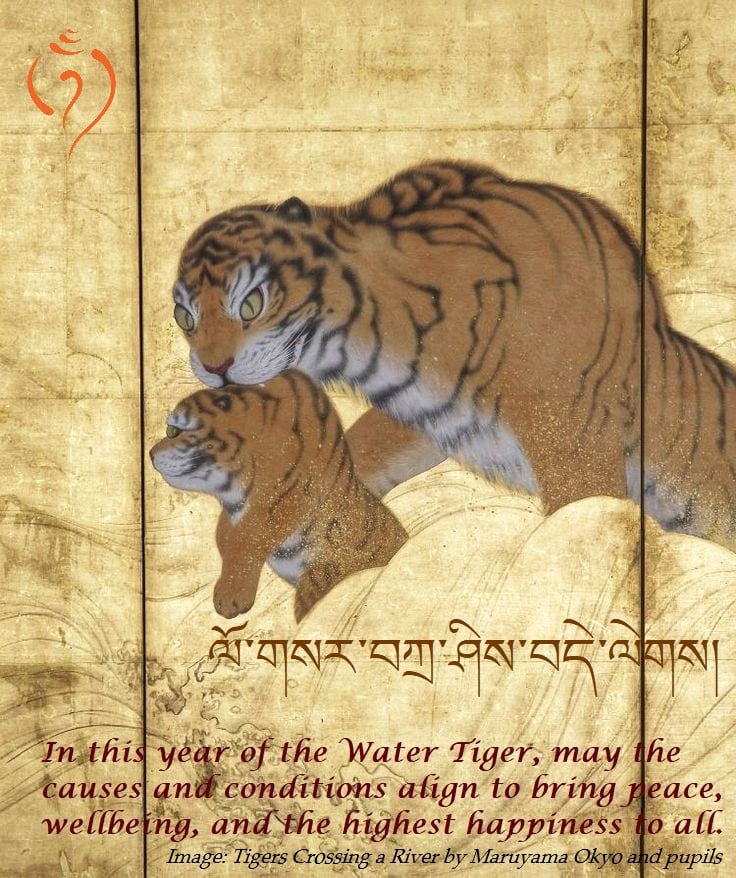 ལོ་གསར་བཀྲ་ཤིས་བདེ་ལེགས།
In this year of the Water Tiger, may the
causes and conditions align to bring peace,
wellbeing, and the highest happiness to all.
Image: Tigers Crossing a River by Maruyama Okyo and pupils